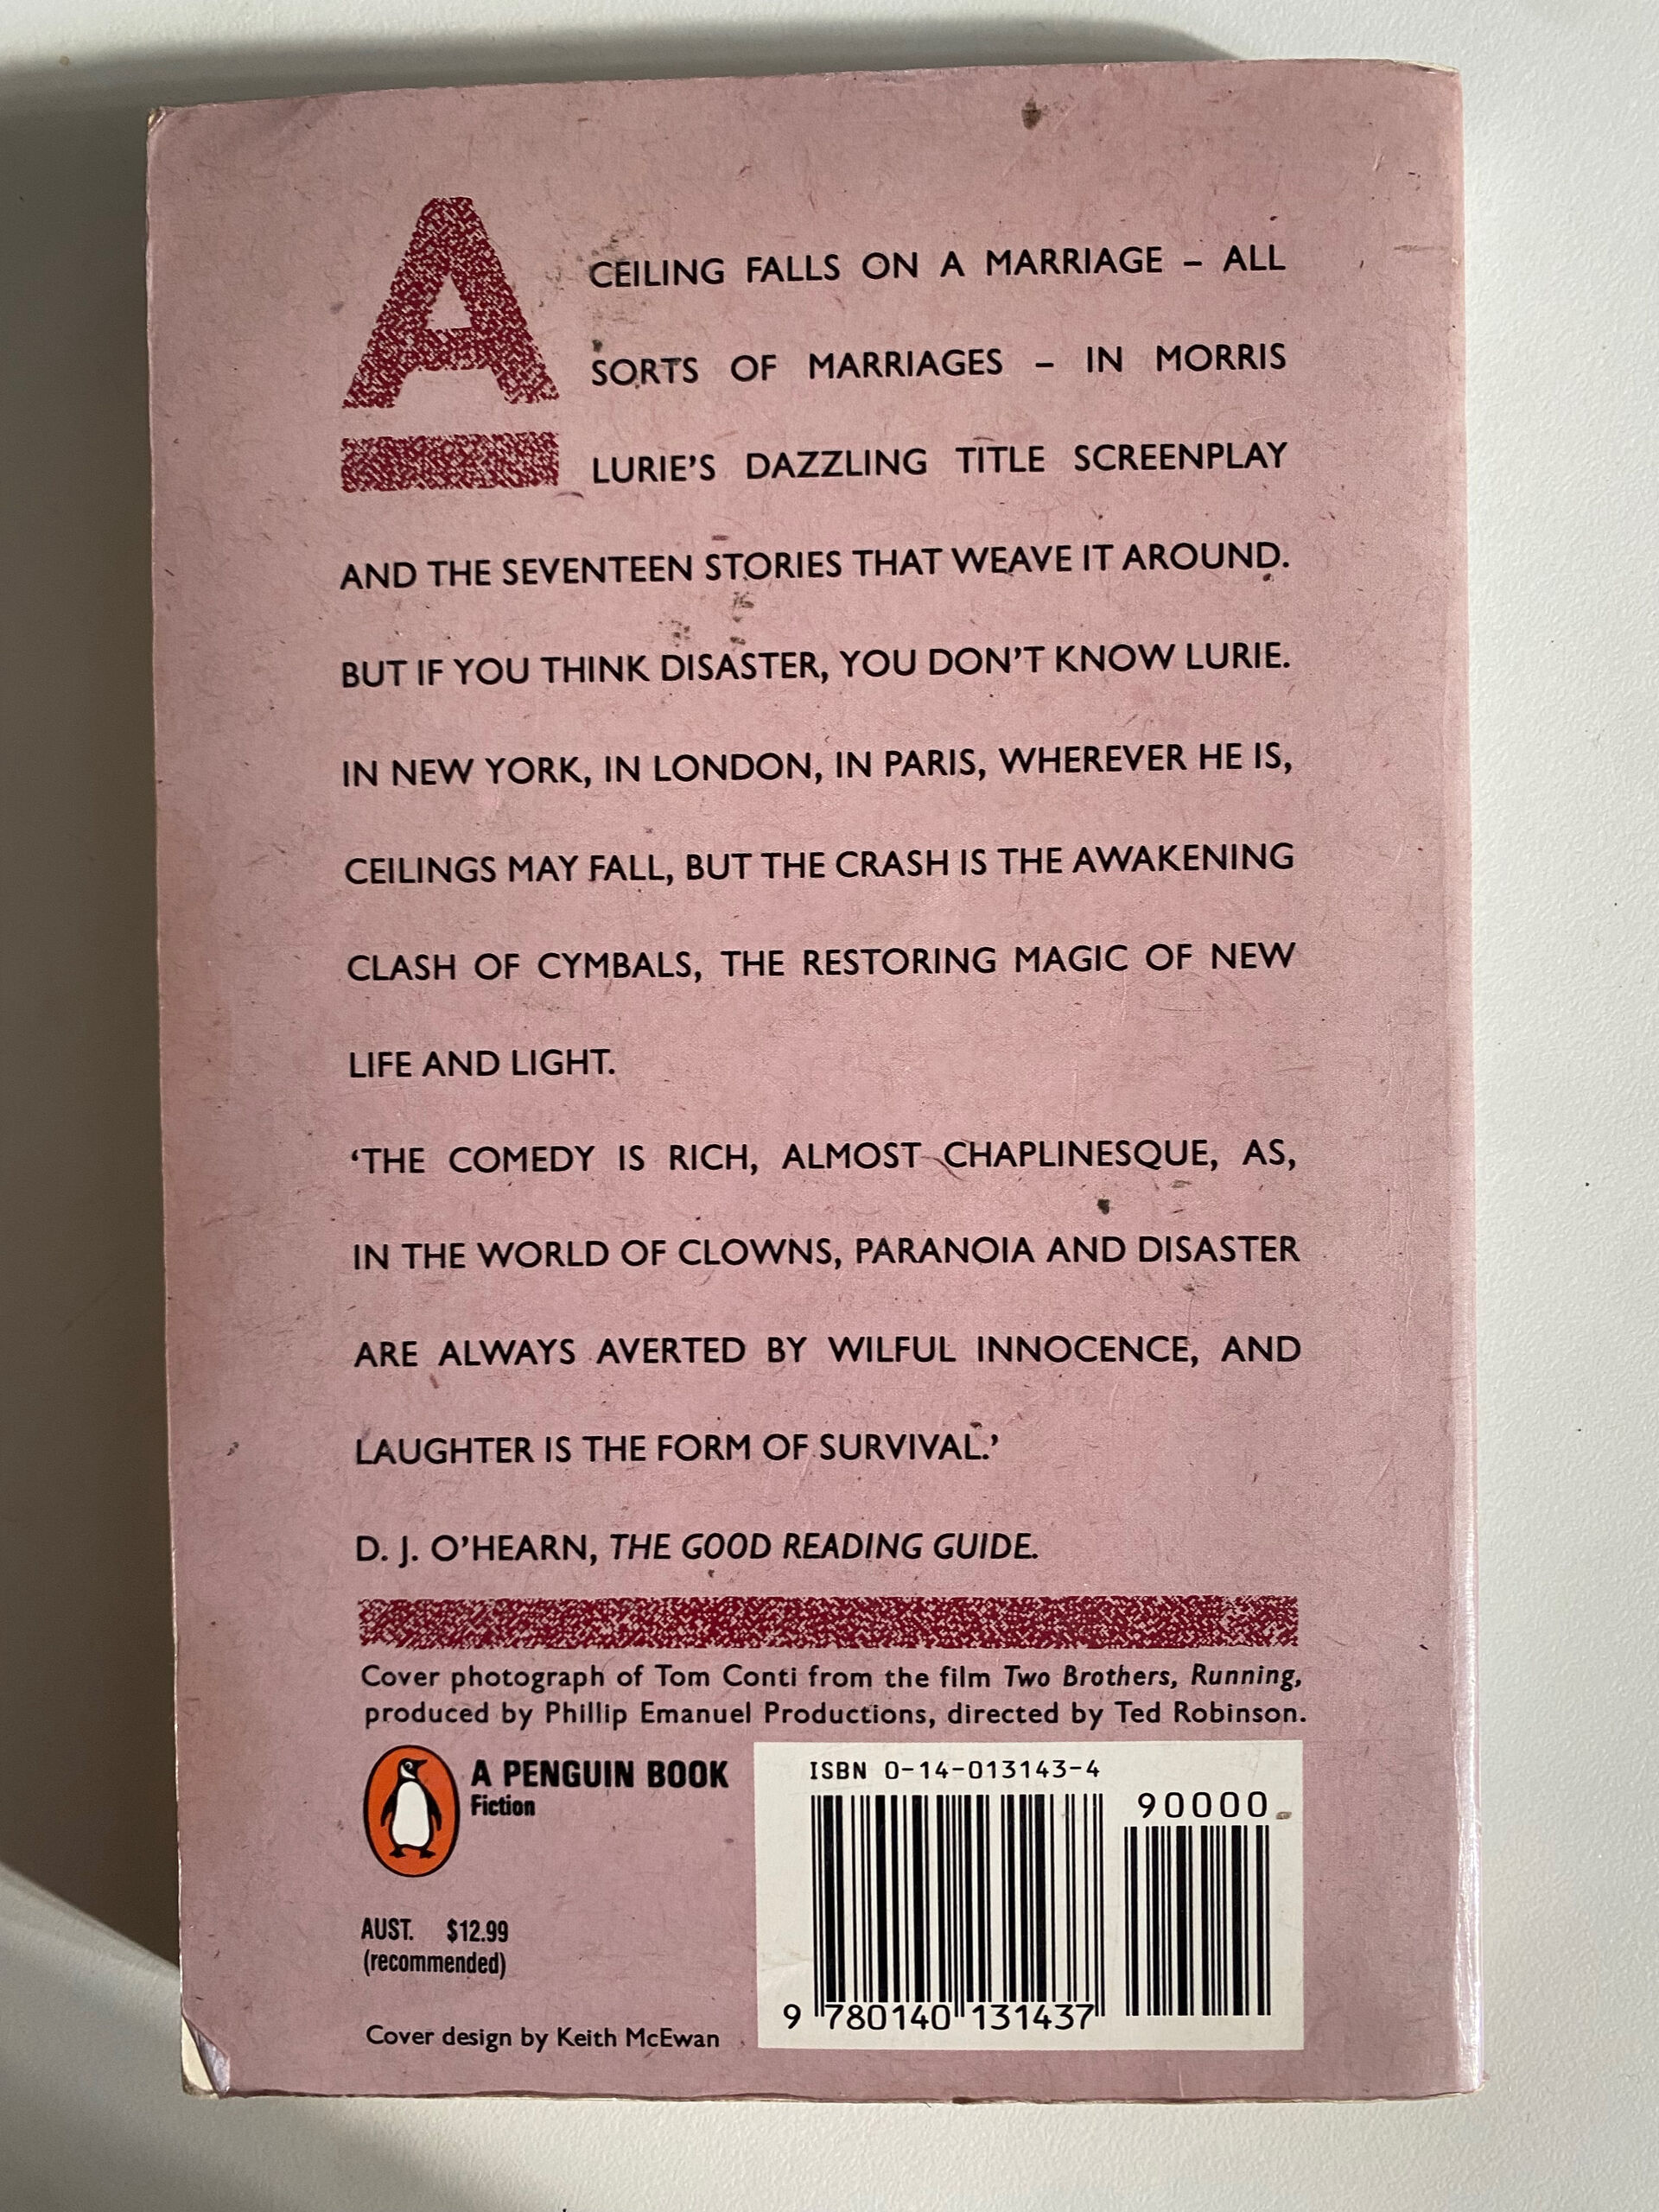 A CEILING FALLS ON A MARRIAGE – ALL
SORTS OF MARRIAGES – IN MORRIS
LURIE'S DAZZLING TITLE SCREENPLAY
AND THE SEVENTEEN STORIES THAT WEAVE IT AROUND.
BUT IF YOU THINK DISASTER, YOU DON'T KNOW LURIE.
IN NEW YORK, IN LONDON, IN PARIS, WHEREVER HE IS,
CEILINGS MAY FALL, BUT THE CRASH IS THE AWAKENING
CLASH OF CYMBALS, THE RESTORING MAGIC OF NEW
LIFE AND LIGHT.
‘THE COMEDY IS RICH, ALMOST CHAPLINESQUE, AS,
IN THE WORLD OF CLOWNS, PARANOIA AND DISASTER
ARE ALWAYS AVERTED BY WILFUL INNOCENCE, AND
LAUGHTER IS THE FORM OF SURVIVAL.’
D. J. O’HEARN, THE GOOD READING GUIDE.
Cover photograph of Tom Conti from the film Two Brothers, Running,
produced by Phillip Emanuel Productions, directed by Ted Robinson.
A PENGUIN BOOK
Fiction
AUST. $12.99
(recommended)
Cover design by Keith McEwan
ISBN 0-14-013143-4
90000
9 780140 131437